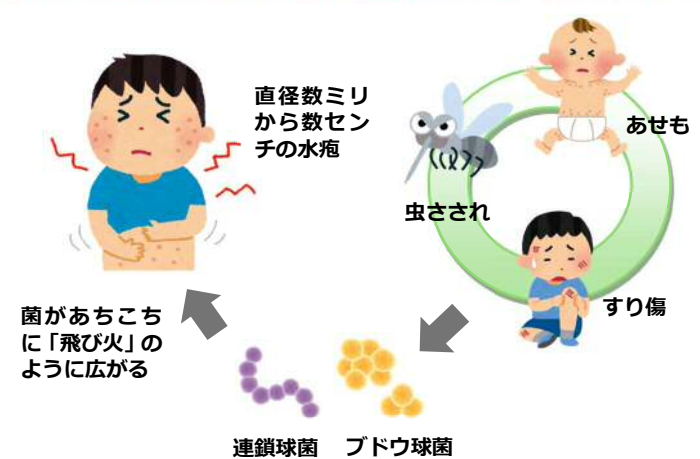 直径数ミリ
から数セン
チの水疱
あせも
虫さされ
すり傷
菌があちこち
に「飛び火」の
ように広がる
連鎖球菌
ブドウ球菌